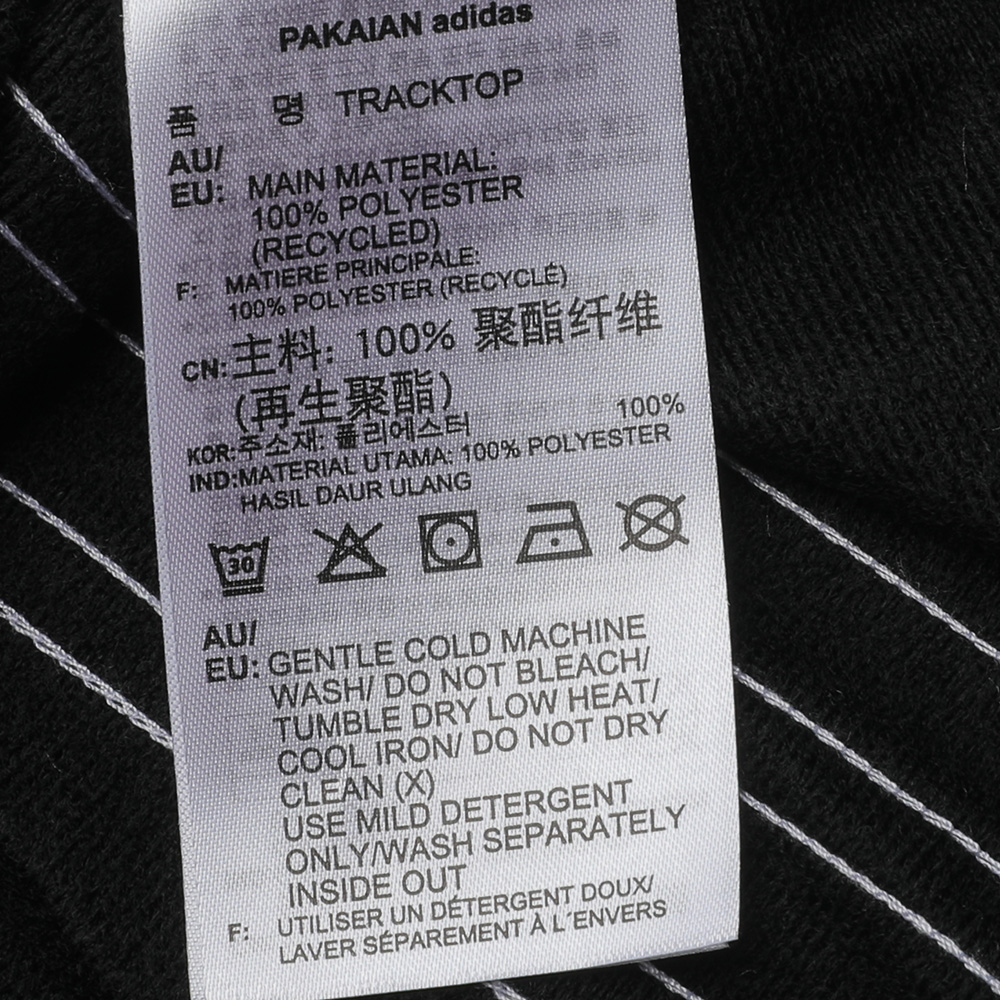 PAKAIAN adidas
품 명 TRACKTOP
AU/
EU: MAIN MATERIAL:
100% POLYESTER
(RECYCLED)
F: MATIERE PRINCIPALE:
100% POLYESTER (RECYCLÉ)
CN: 主料: 100% 聚酯纤维
(再生聚酯)
KOR: 주소재: 폴리에스터 100%
IND: MATERIAL UTAMA: 100% POLYESTER
HASIL DAUR ULANG
30
AU/
EU: GENTLE COLD MACHINE
WASH/ DO NOT BLEACH/
TUMBLE DRY LOW HEAT/
COOL IRON/ DO NOT DRY
CLEAN (X)
USE MILD DETERGENT
ONLY/WASH SEPARATELY
INSIDE OUT
F: UTILISER UN DÉTERGENT DOUX/
LAVER SÉPAREMENT À L´ENVERS